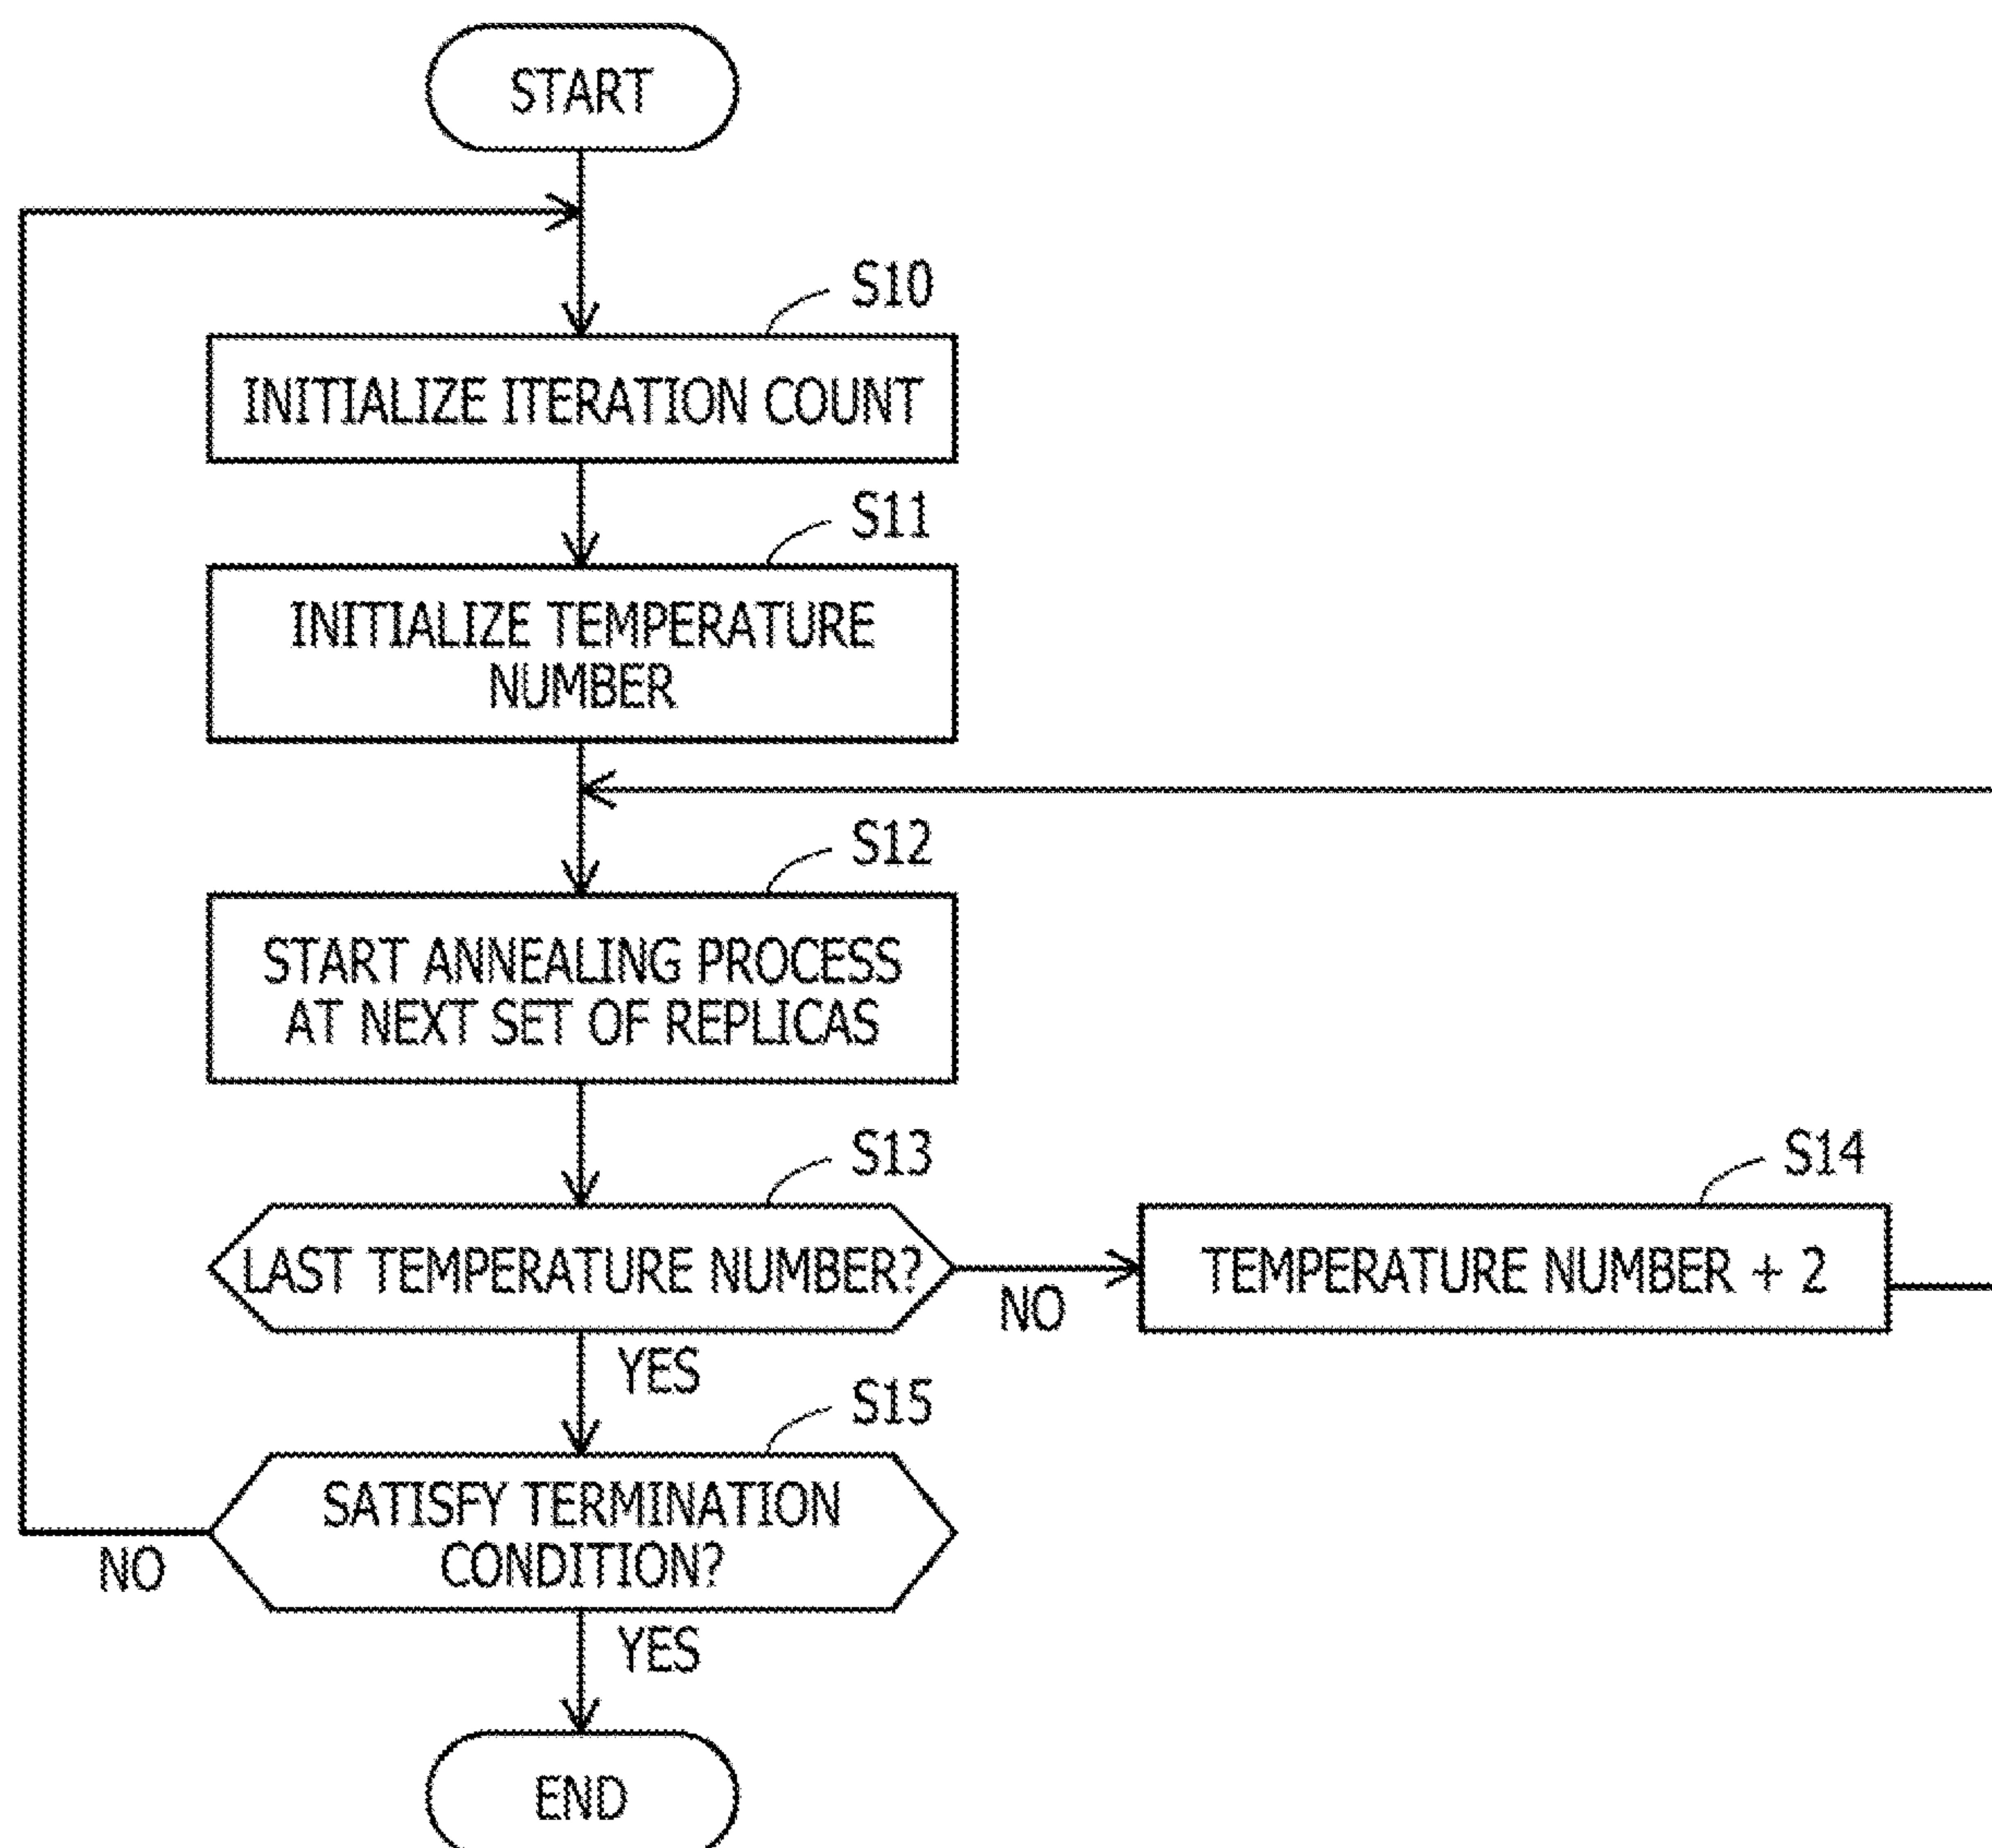 START
S10
INITIALIZE ITERATION COUNT
S11
INITIALIZE TEMPERATURE
NUMBER
S12
START ANNEALING PROCESS
AT NEXT SET OF REPLICAS
S13
LAST TEMPERATURE NUMBER?
NO
S14
TEMPERATURE NUMBER + 2
YES
S15
SATISFY TERMINATION
CONDITION?
NO
YES
END